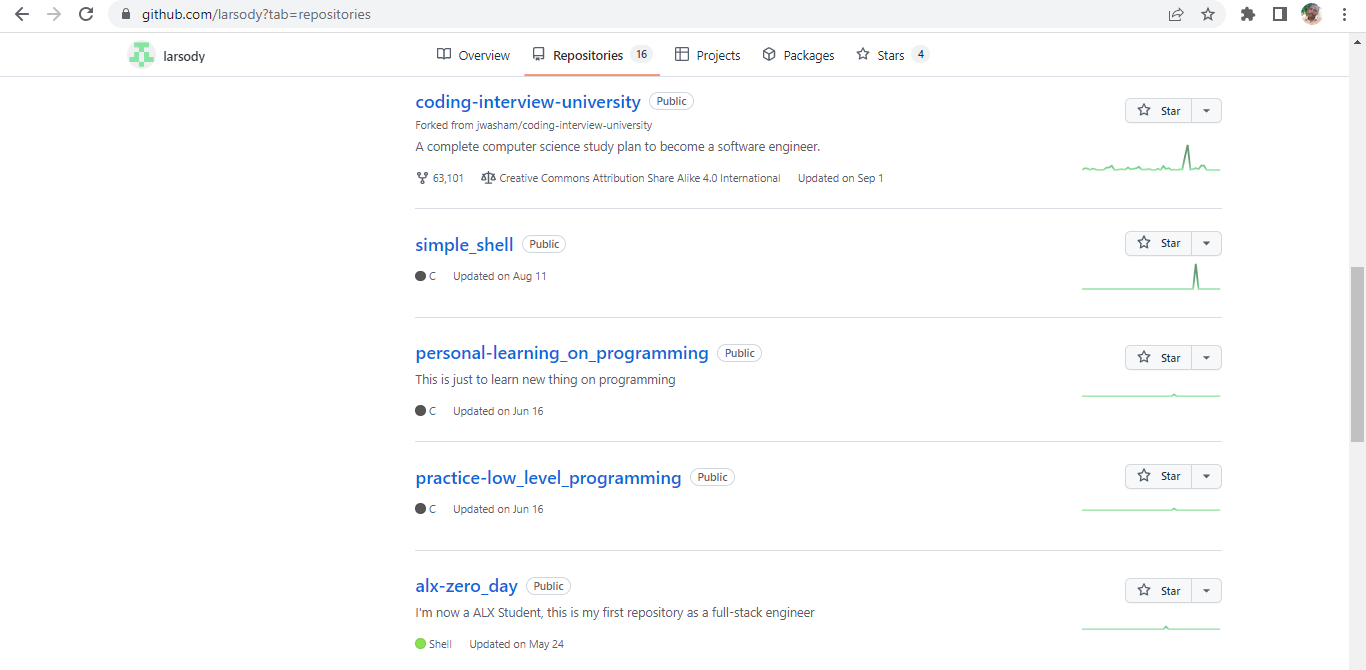 github.com/larsody?tab=repositories
larsody
Overview
Repositories 16
Projects
Packages
Stars 4
coding-interview-university Public
Star
Forked from jwasham/coding-interview-university
A complete computer science study plan to become a software engineer.
63,101 Creative Commons Attribution Share Alike 4.0 International Updated on Sep 1
simple_shell Public
Star
C Updated on Aug 11
personal-learning_on_programming Public
Star
This is just to learn new thing on programming
C Updated on Jun 16
practice-low_level_programming Public
Star
C Updated on Jun 16
alx-zero_day Public
Star
I'm now a ALX Student, this is my first repository as a full-stack engineer
Shell Updated on May 24